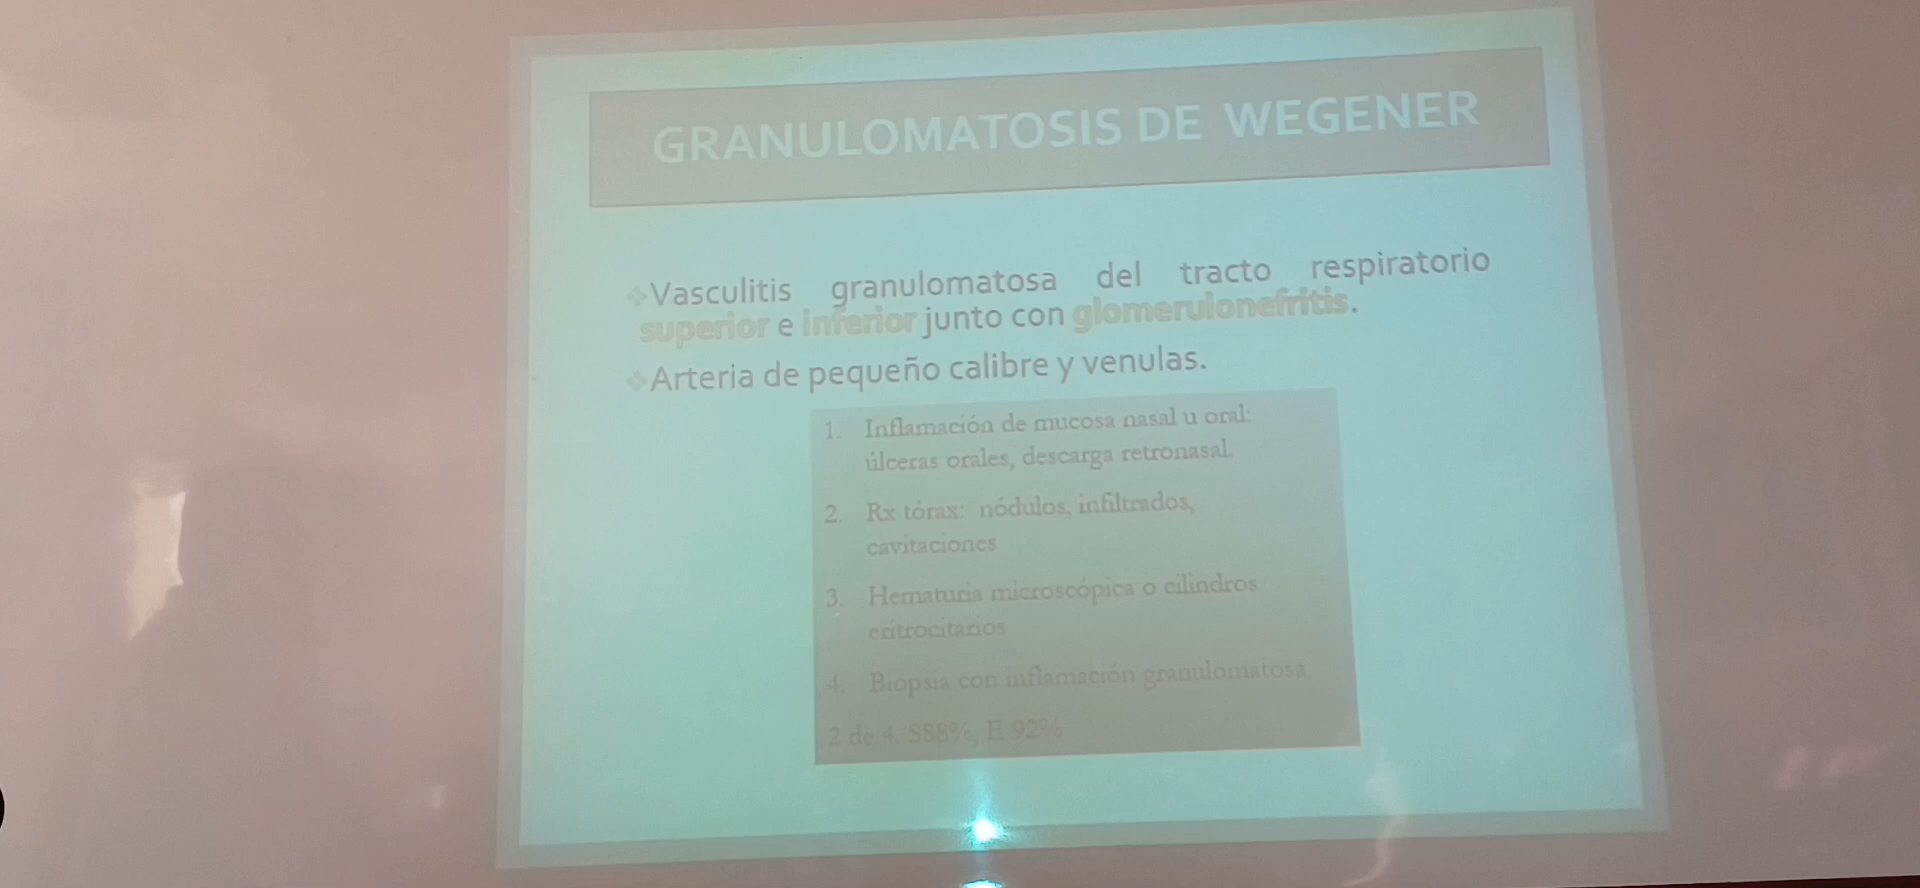 GRANULOMATOSIS DE WEGENER
❖Vasculitis granulomatosa del tracto respiratorio
superior e inferior junto con glomerulonefritis.
❖Arteria de pequeño calibre y venulas.
1. Inflamación de mucosa nasal u oral:
úlceras orales, descarga retronasal.
2. Rx tórax: nódulos, infiltrados,
cavitaciones
3. Hematuria microscópica o cilindros
eritrocitarios
4. Biopsia con inflamación granulomatosa
2 de 4. S88%, E 92%